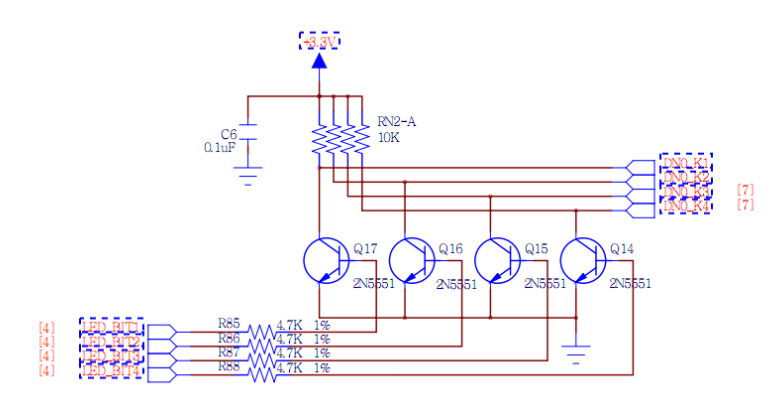 +3.3V
RN2-A
10K
C6
0.1uF
DN0_K1
DN0_K2
DN0_K3 [7]
DN0_K4 [7]
Q17 Q16 Q15 Q14
2N5551 2N5551 2N5551 2N5551
[4] LED_BIT1 R85 4.7K 1%
[4] LED_BIT2 R86 4.7K 1%
[4] LED_BIT3 R87 4.7K 1%
[4] LED_BIT4 R88 4.7K 1%